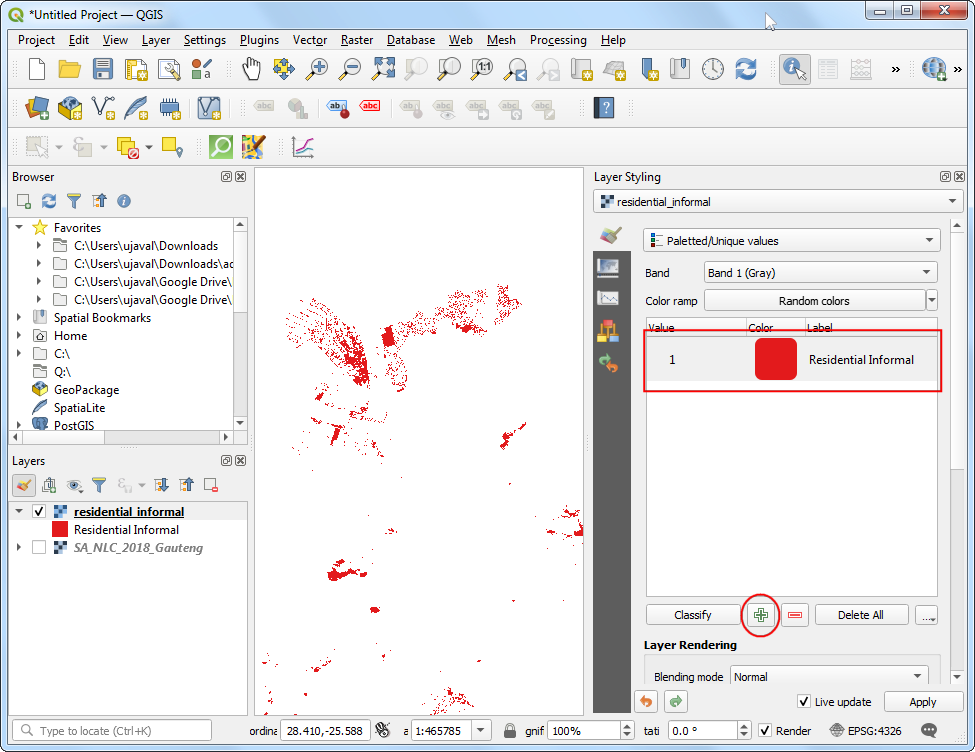 *Untitled Project — QGIS
Project Edit View Layer Settings Plugins Vector Raster Database Web Mesh Processing Help
Browser
Favorites
C:\Users\ujaval\Downloads
C:\Users\ujaval\Downloads\ac
C:\Users\ujaval\Google Drive\
C:\Users\ujaval\Google Drive\
Spatial Bookmarks
Home
C:\
Q:\
GeoPackage
SpatiaLite
PostGIS
Layers
residential_informal
Residential Informal
SA_NLC_2018_Gauteng
Layer Styling
residential_informal
Paletted/Unique values
Band Band 1 (Gray)
Color ramp Random colors
Value Color Label
1 Residential Informal
Classify Delete All ...
Layer Rendering
Blending mode Normal
Live update Apply
Type to locate (Ctrl+K) ordina 28.410,-25.588 a 1:465785 gnif 100% tati 0.0 ° Render EPSG:4326